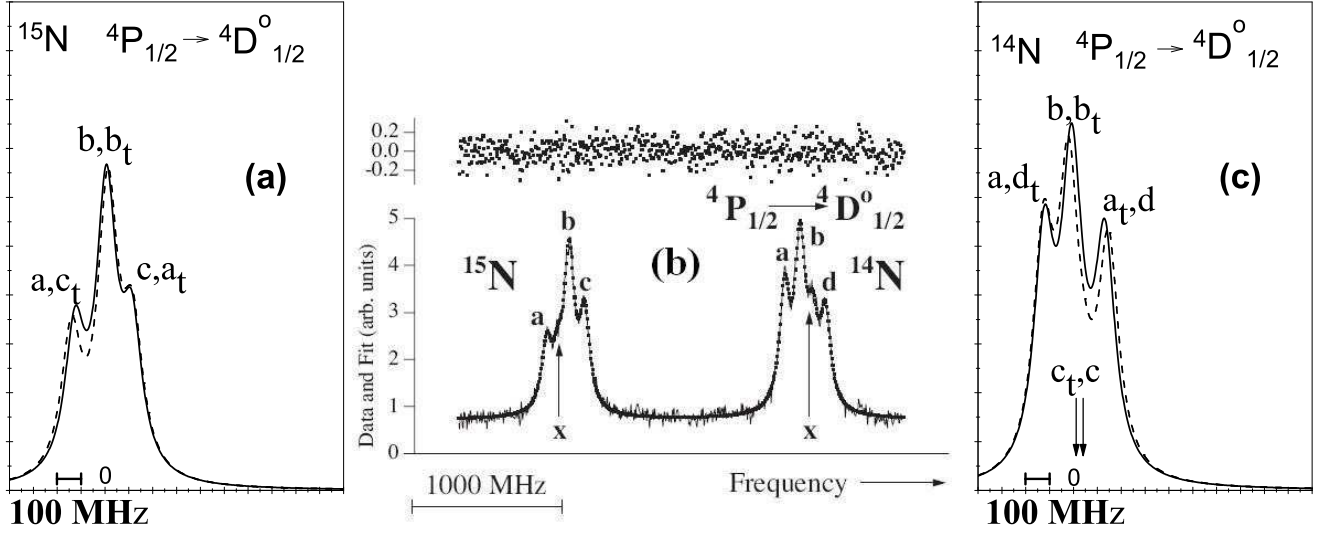 ¹⁵N ⁴P₁/₂ → ⁴Dᵒ₁/₂
b,bₜ
(a)
a,cₜ
c,aₜ
0
100 MHz
0.2
0.0
-0.2
⁴P₁/₂ → ⁴Dᵒ₁/₂
Data and Fit (arb. units)
5
4
3
2
1
0
¹⁵N
a
b
c
x
(b)
a
b
d
x
¹⁴N
1000 MHz
Frequency →
¹⁴N ⁴P₁/₂ → ⁴Dᵒ₁/₂
b,bₜ
(c)
a,dₜ
aₜ,d
cₜ,c
0
100 MHz